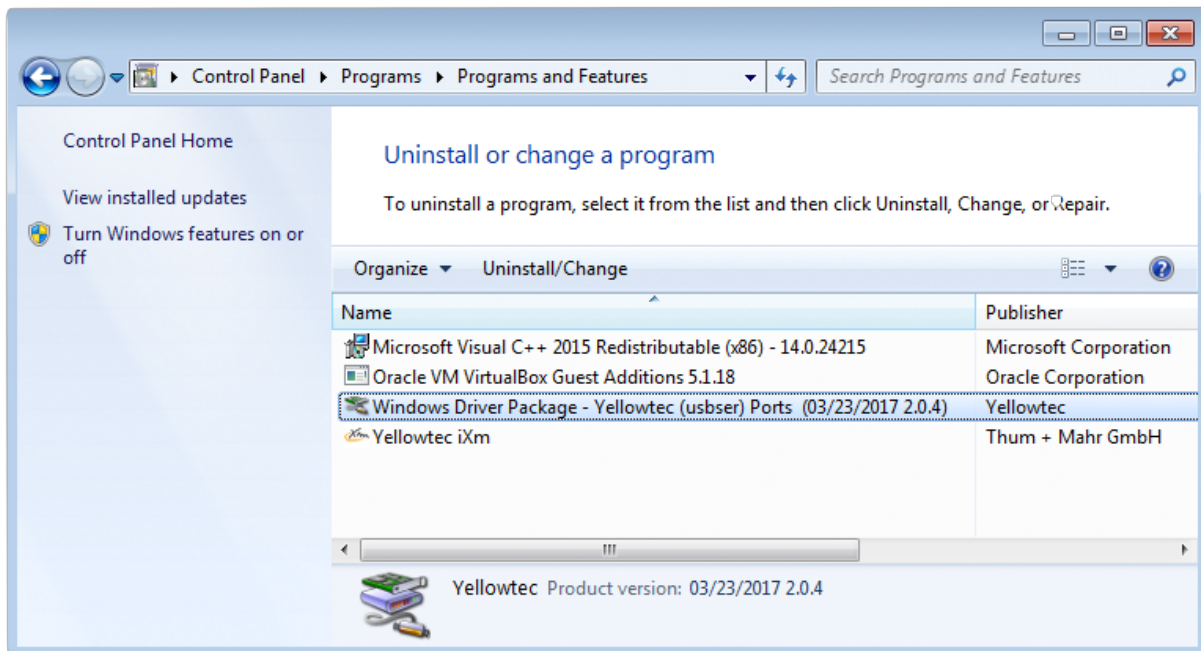 Control Panel Programs Programs and Features Search Programs and Features
Control Panel Home
View installed updates
Turn Windows features on or
off
Uninstall or change a program
To uninstall a program, select it from the list and then click Uninstall, Change, or Repair.
Organize Uninstall/Change
Name Publisher
Microsoft Visual C++ 2015 Redistributable (x86) - 14.0.24215 Microsoft Corporation
Oracle VM VirtualBox Guest Additions 5.1.18 Oracle Corporation
Windows Driver Package - Yellowtec (usbser) Ports (03/23/2017 2.0.4) Yellowtec
Yellowtec iXm Thum + Mahr GmbH
Yellowtec Product version: 03/23/2017 2.0.4